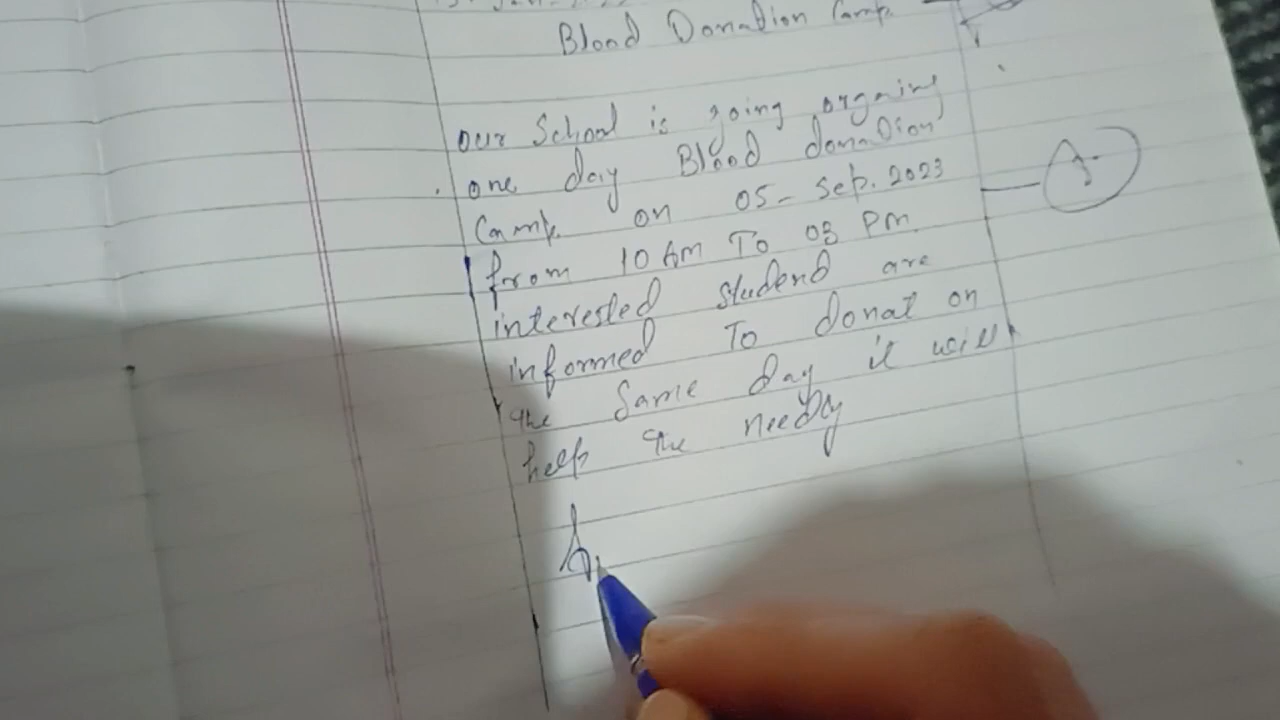 Blood Donation Camp
our School is going orgaing
one day Blood donation
Camp. on 05- Sep. 2023
from 10 Am To 03 PM
interested Student are
informed To donat on
the Same day it will
help the needy
A